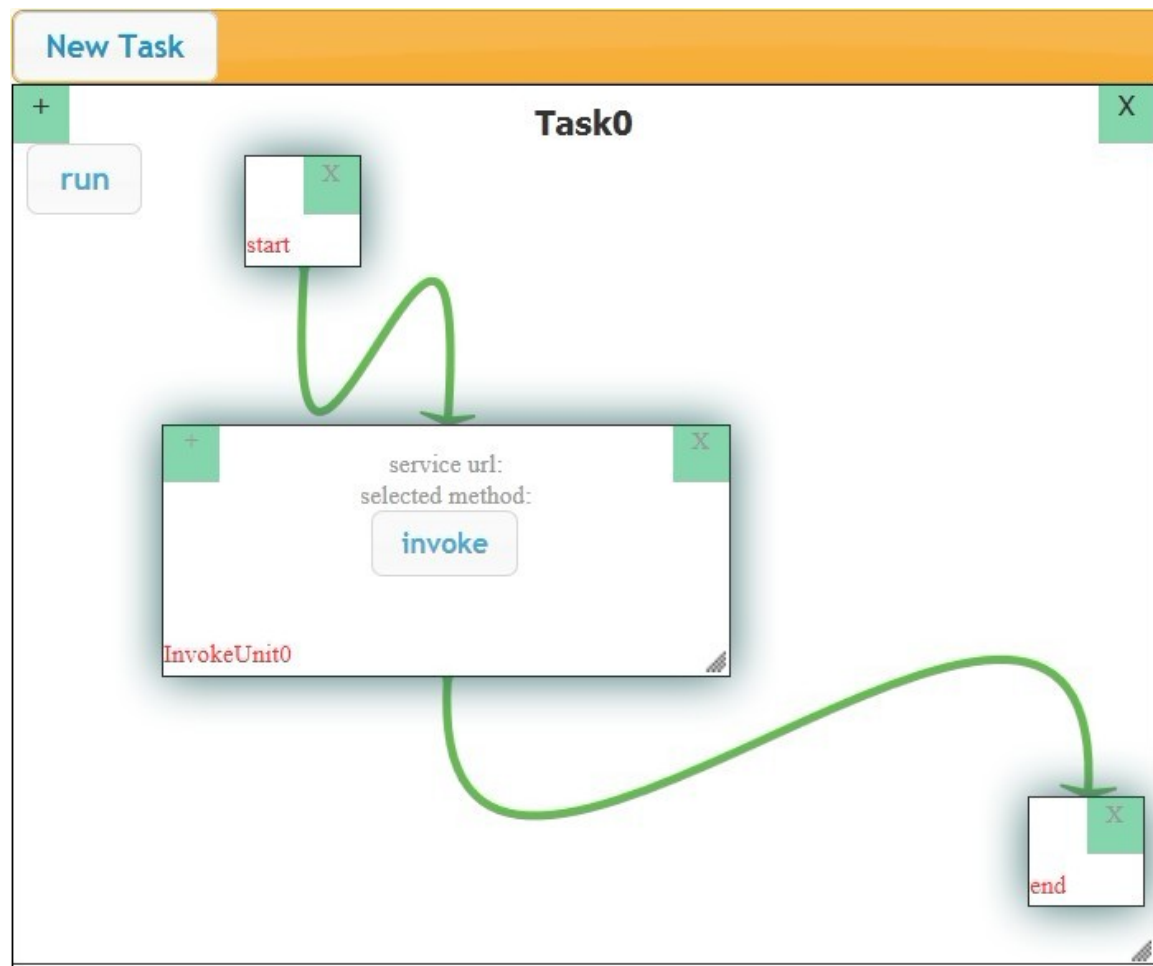 New Task
+
Task0
X
run
X
start
+
X
service url:
selected method:
invoke
InvokeUnit0
X
end